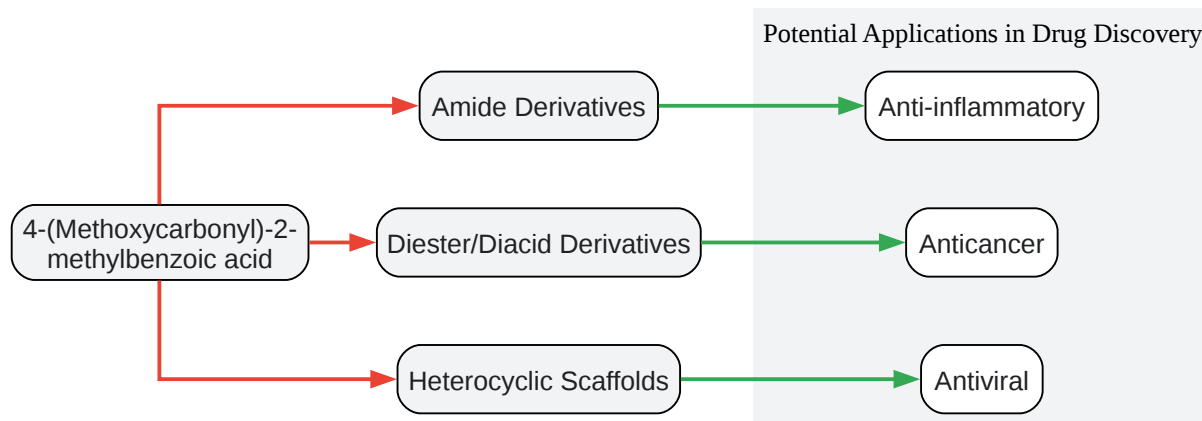 Potential Applications in Drug Discovery
Amide Derivatives
Anti-inflammatory
4-(Methoxycarbonyl)-2-
methylbenzoic acid
Diester/Diacid Derivatives
Anticancer
Heterocyclic Scaffolds
Antiviral